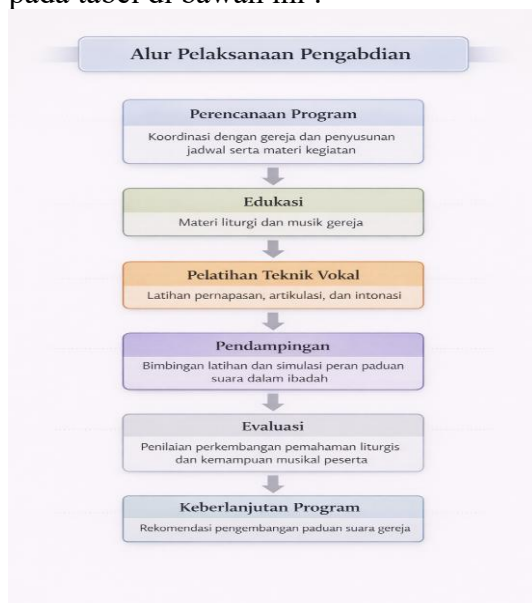 pada tabel di bawah ini :
Alur Pelaksanaan Pengabdian
Perencanaan Program
Koordinasi dengan gereja dan penyusunan
jadwal serta materi kegiatan
Edukasi
Materi liturgi dan musik gereja
Pelatihan Teknik Vokal
Latihan pernapasan, artikulasi, dan intonasi
Pendampingan
Bimbingan latihan dan simulasi peran paduan
suara dalam ibadah
Evaluasi
Penilaian perkembangan pemahaman liturgis
dan kemampuan musikal peserta
Keberlanjutan Program
Rekomendasi pengembangan paduan suara gereja